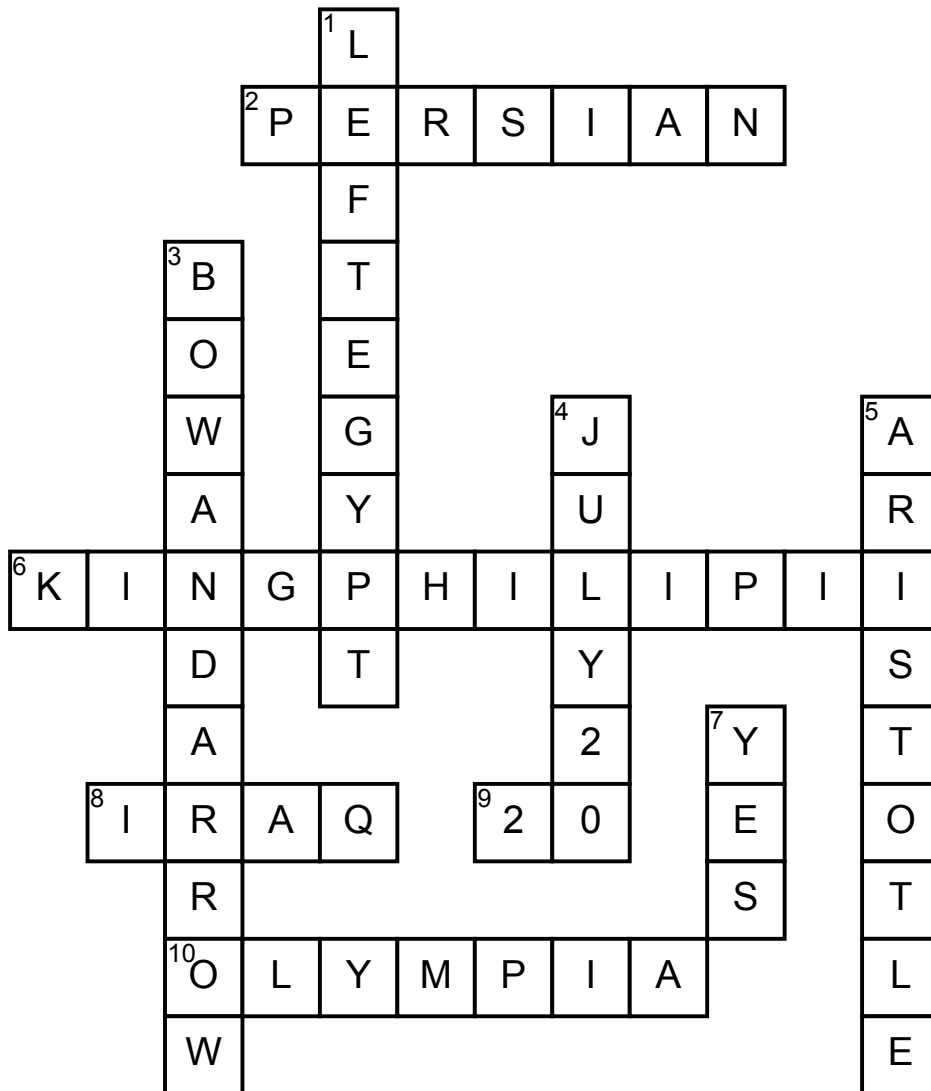 1 L
2 P E R S I A N
F
3 B T
O E
W G 4 J 5 A
A Y U R
6 K I N G P H I L I P I I
D T Y S
A 2 7 Y T
8 I R A Q 9 2 0 E O
R S T
10 O L Y M P I A L
W E